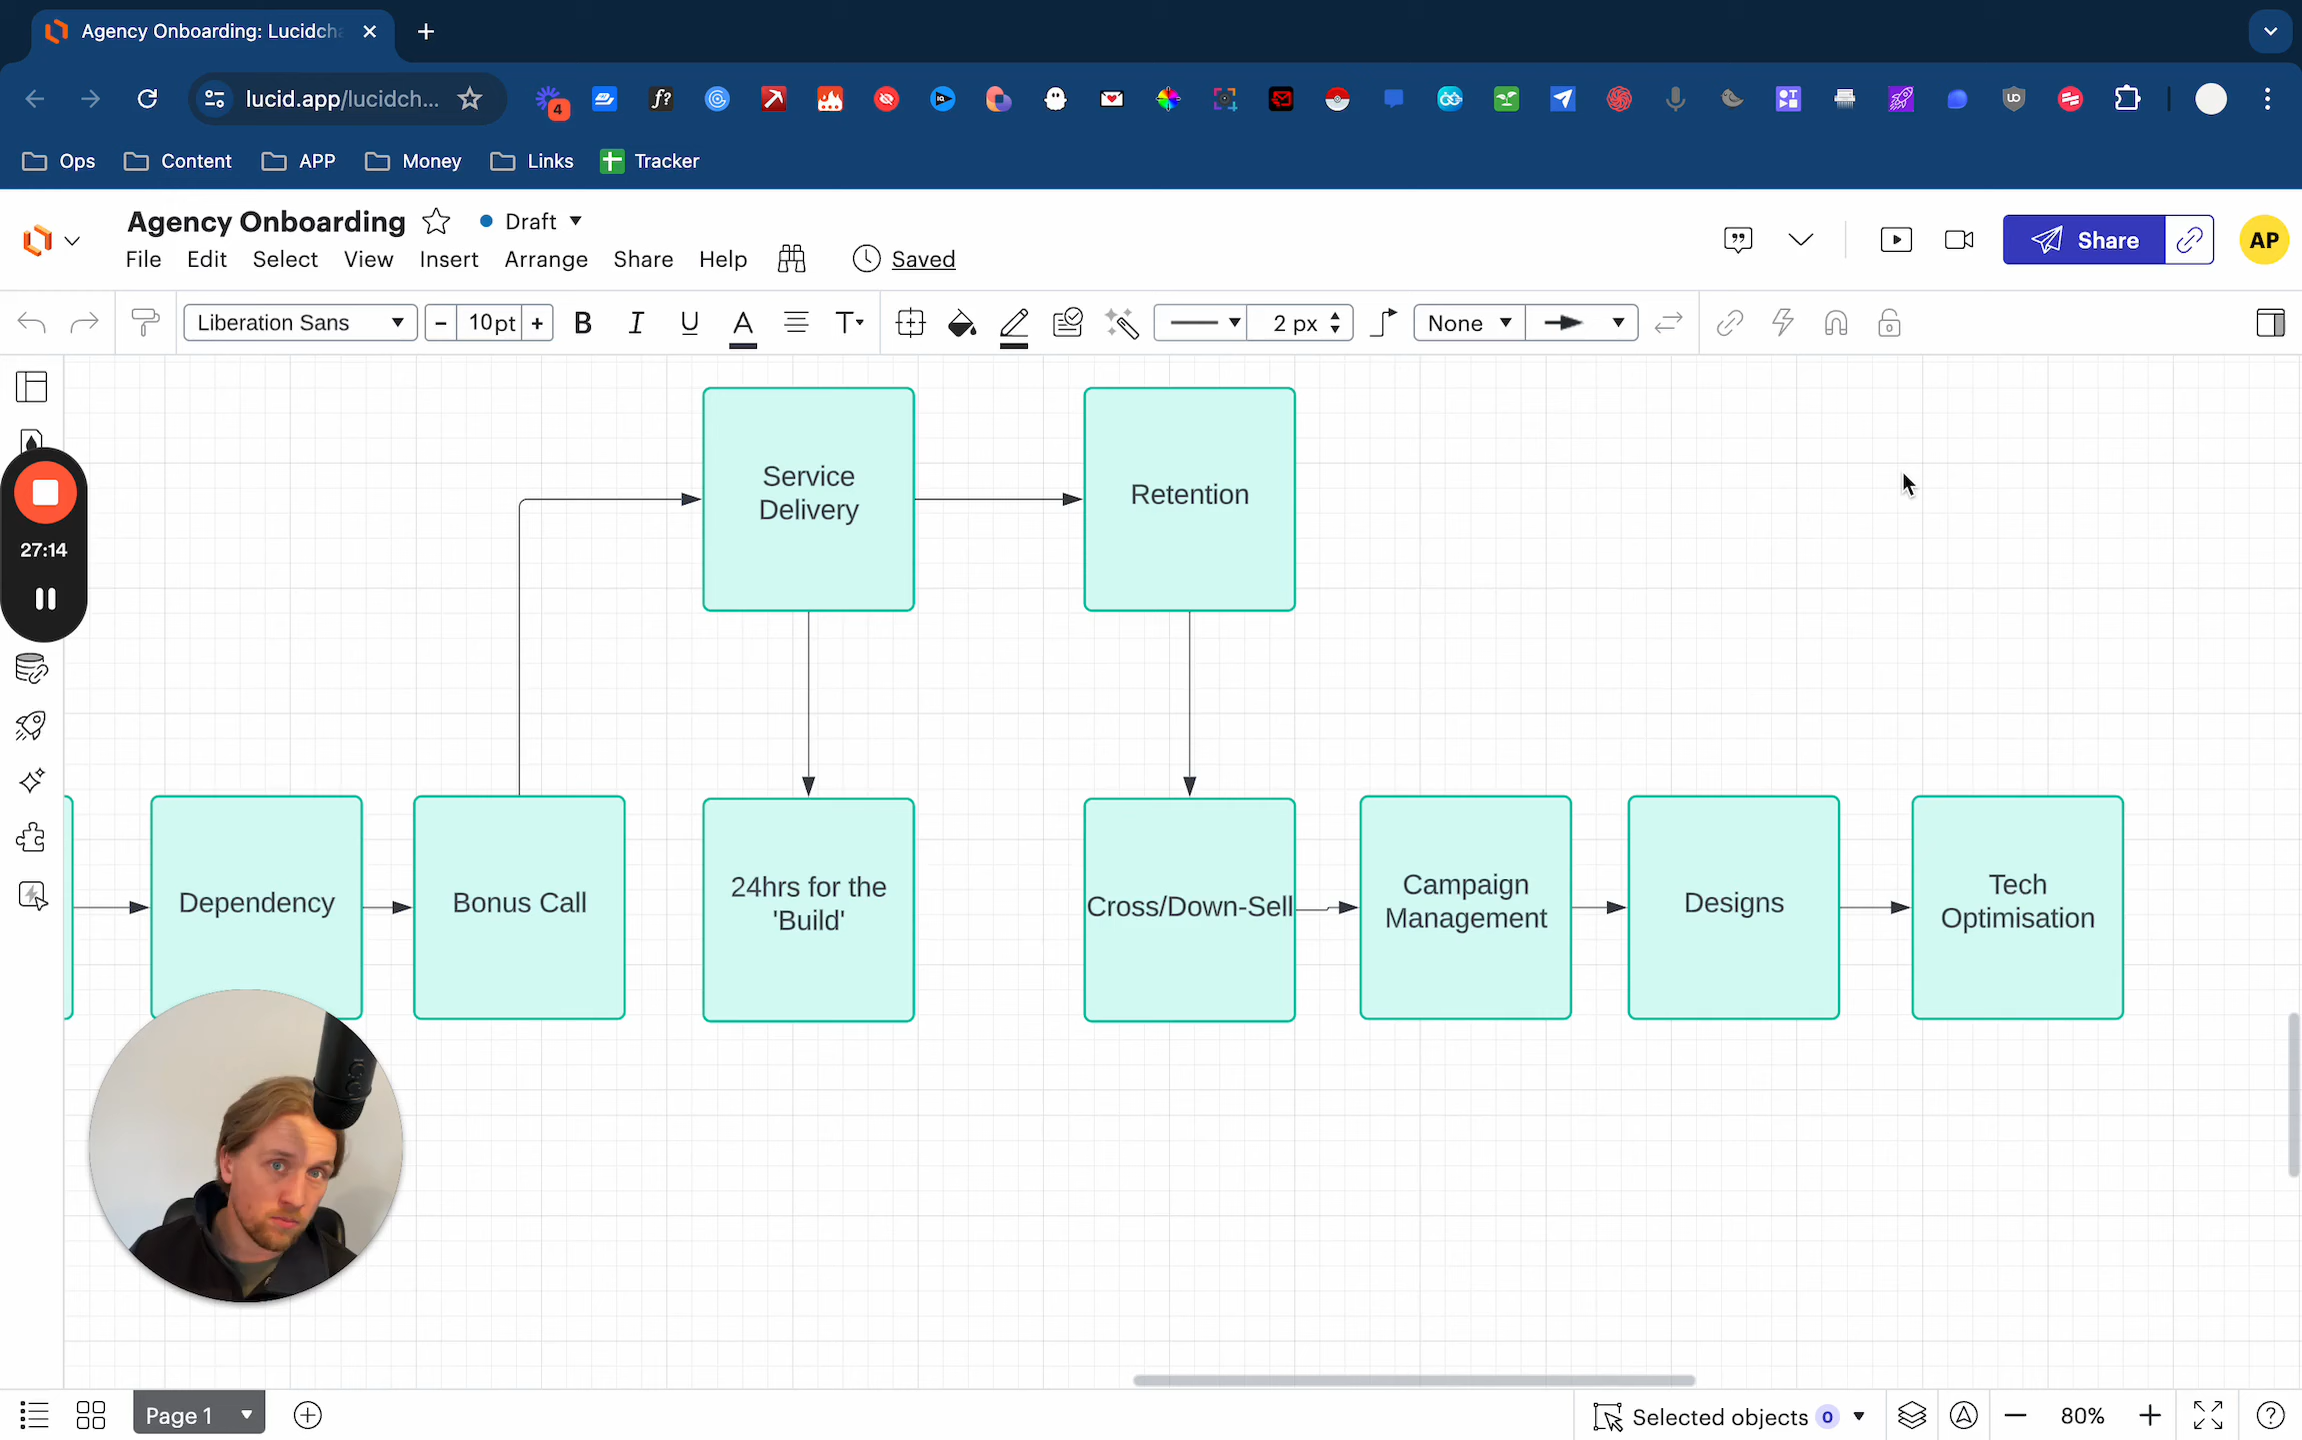 Agency Onboarding: Lucidcha
lucid.app/lucidch...
4
f?
Ops
Content
APP
Money
Links
Tracker
Agency Onboarding
Draft
File Edit Select View Insert Arrange Share Help
Saved
Share
AP
Liberation Sans
10pt
B I U A T
2 px
None
27:14
Service
Delivery
Retention
Dependency
Bonus Call
24hrs for the
'Build'
Cross/Down-Sell
Campaign
Management
Designs
Tech
Optimisation
Page 1
Selected objects 0
80%